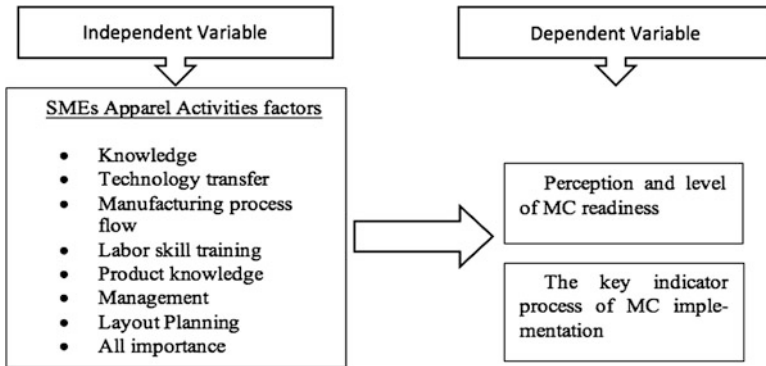 Independent Variable
Dependent Variable
SMEs Apparel Activities factors
• Knowledge
• Technology transfer
• Manufacturing process
flow
• Labor skill training
• Product knowledge
• Management
• Layout Planning
• All importance
Perception and level
of MC readiness
The key indicator
process of MC imple-
mentation